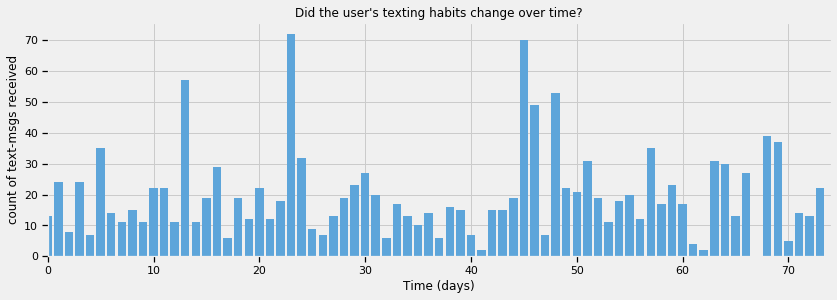 Did the user's texting habits change over time?
count of text-msgs received
70
60
50
40
30
20
10
0
0 10 20 30 40 50 60 70
Time (days)